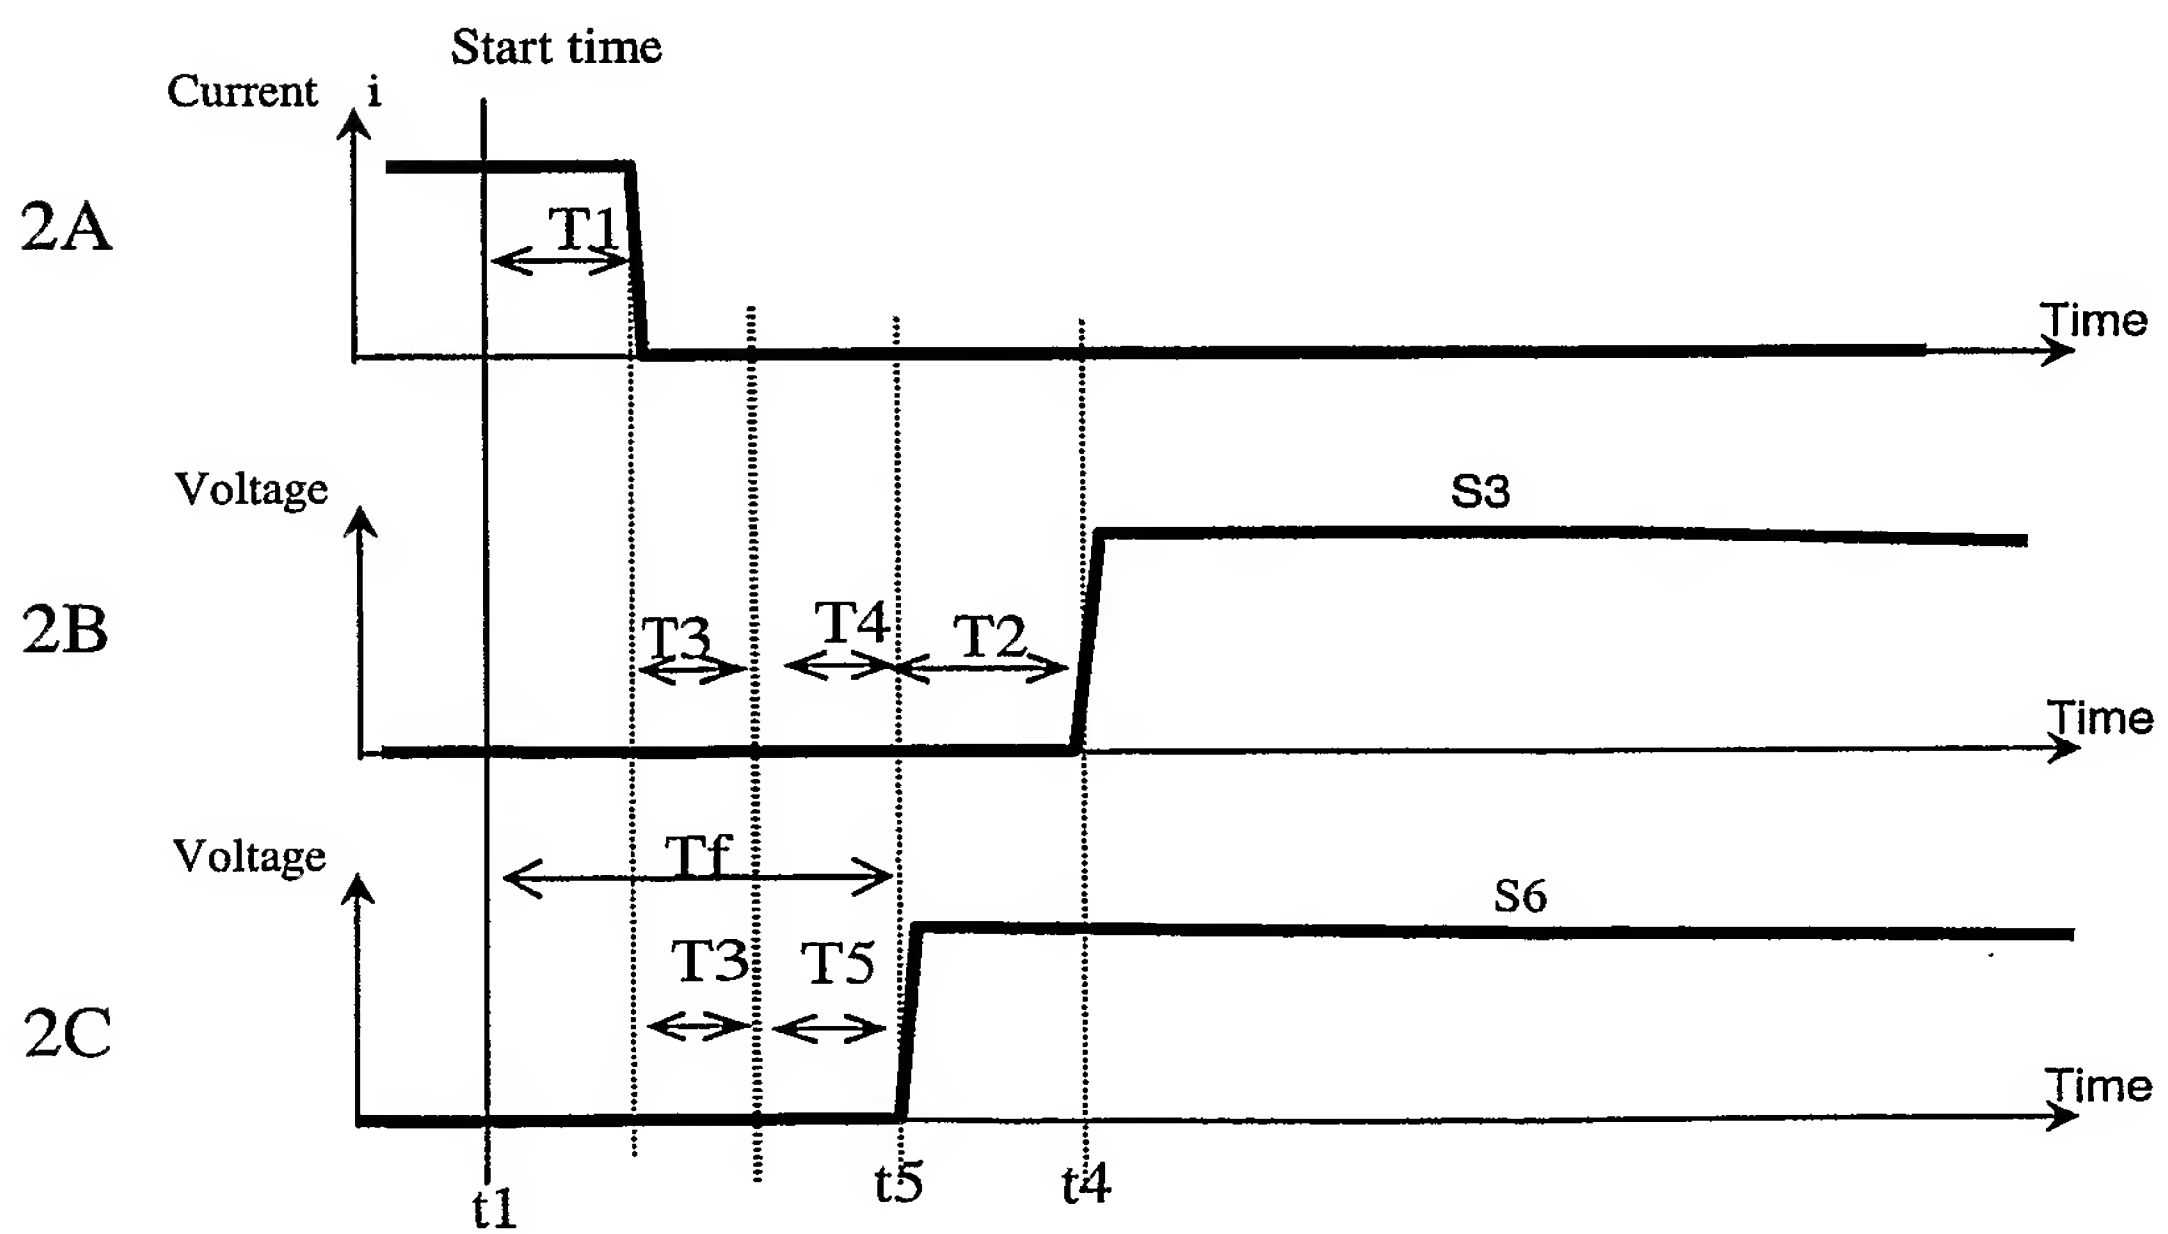 Start time
Current i
2A
T1
Time
Voltage
S3
2B
T3
T4
T2
Time
Voltage
Tf
S6
T3
T5
2C
Time
t1
t5
t4